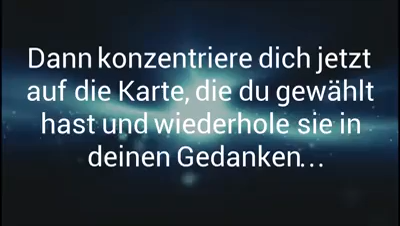 Dann konzentriere dich jetzt
auf die Karte, die du gewählt
hast und wiederhole sie in
deinen Gedanken…